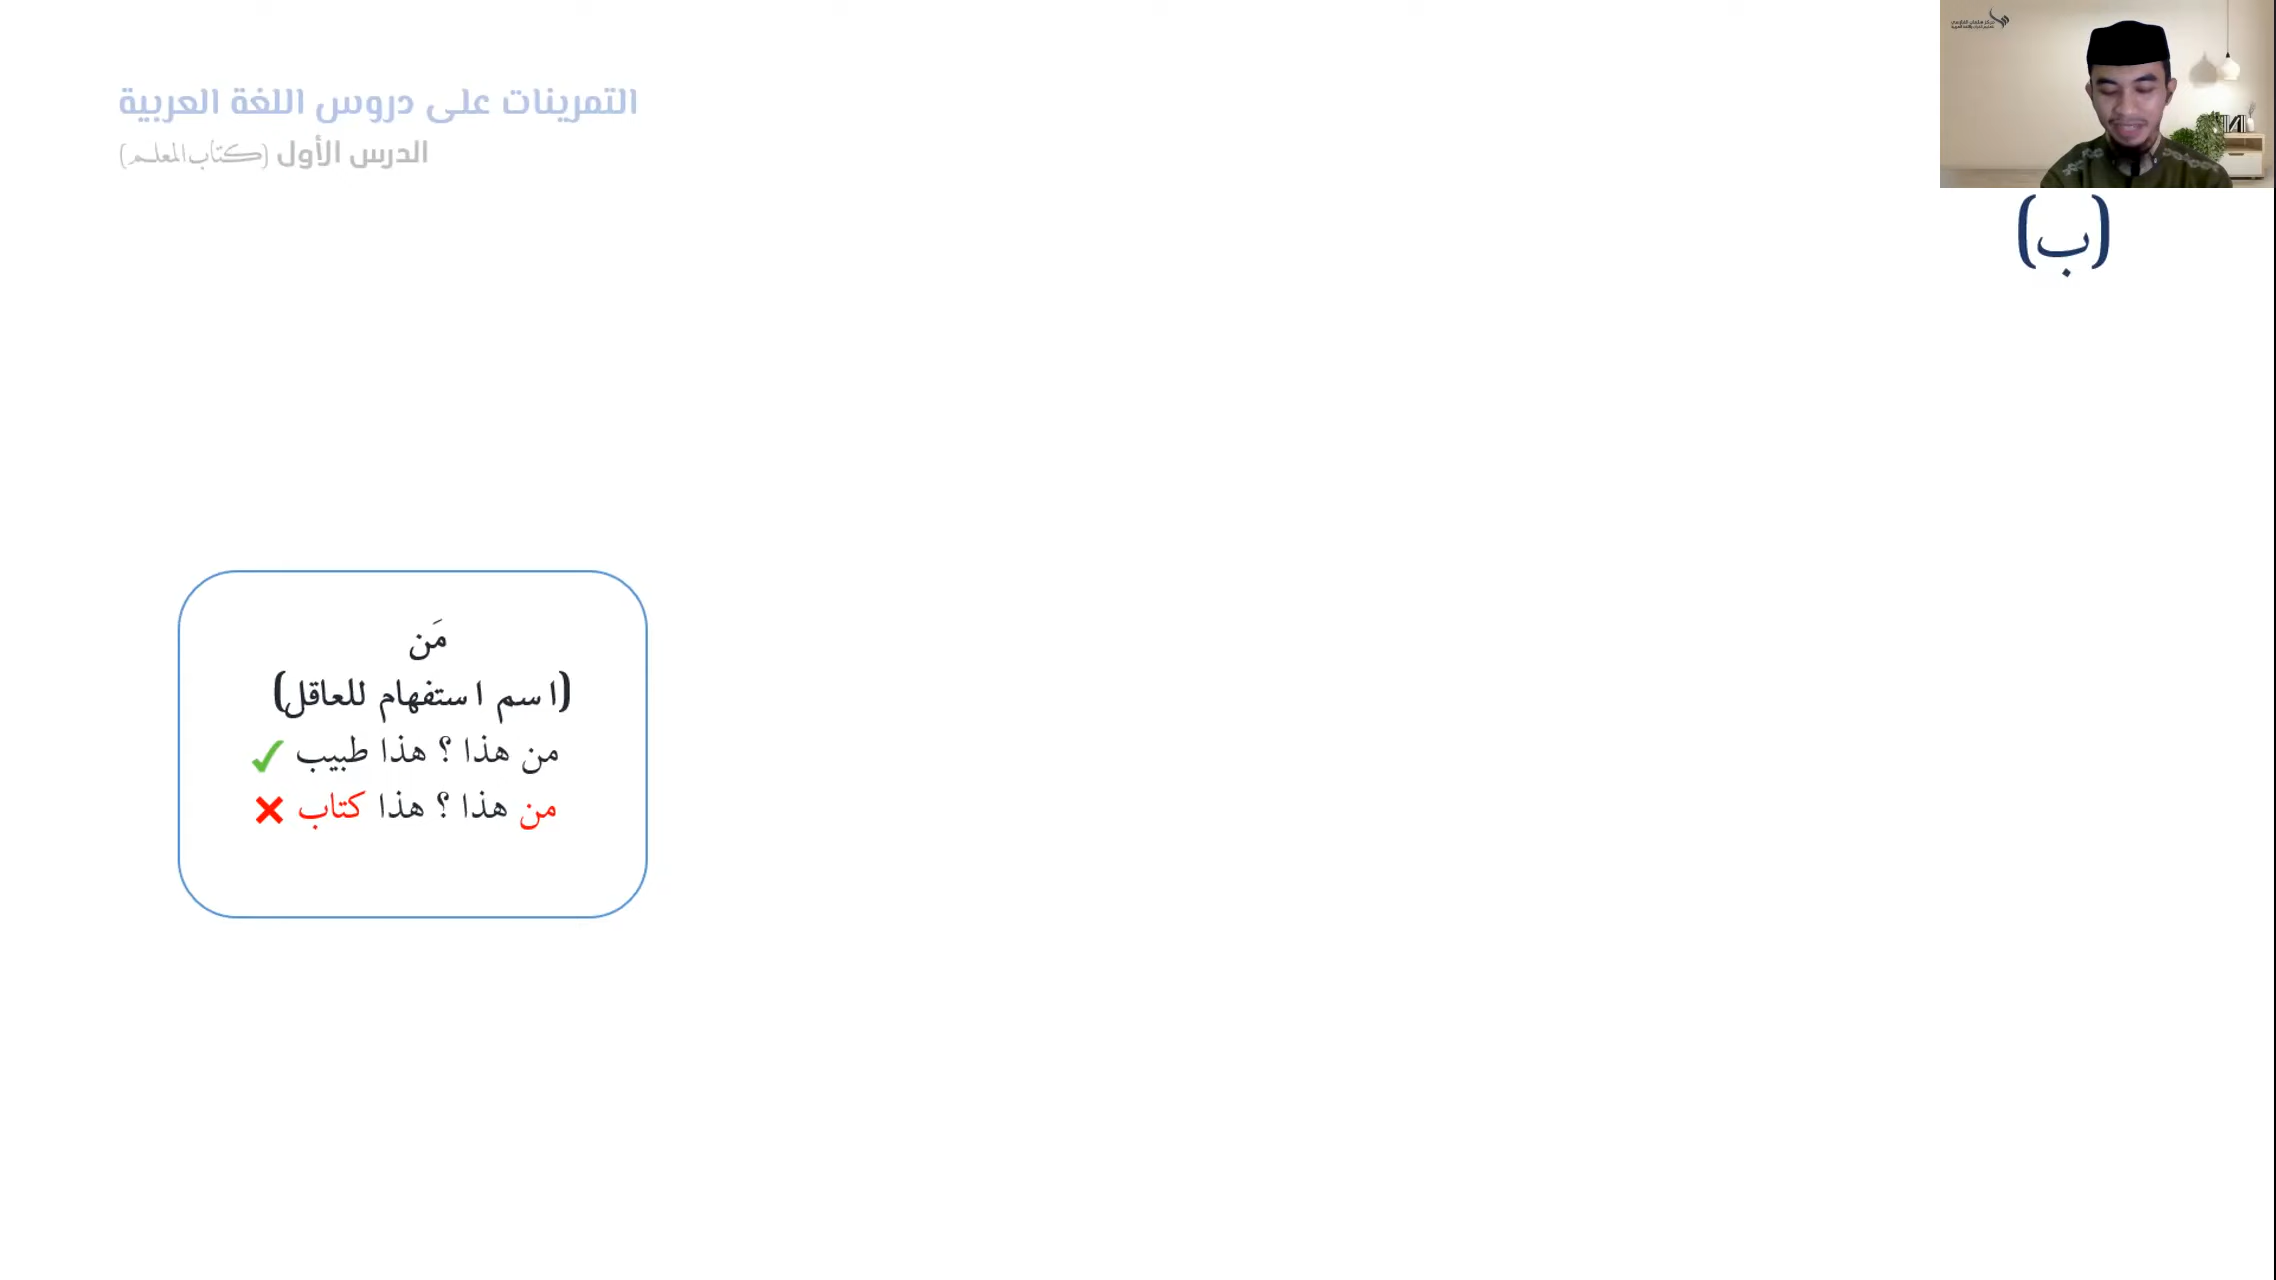 التمرينات على دروس اللغة العربية
الدرس الأول (كتاب المعلم)
(ب)
مَن
(اسم استفهام للعاقل)
من هذا ؟ هذا طبيب ✓
من هذا ؟ هذا كتاب ✗